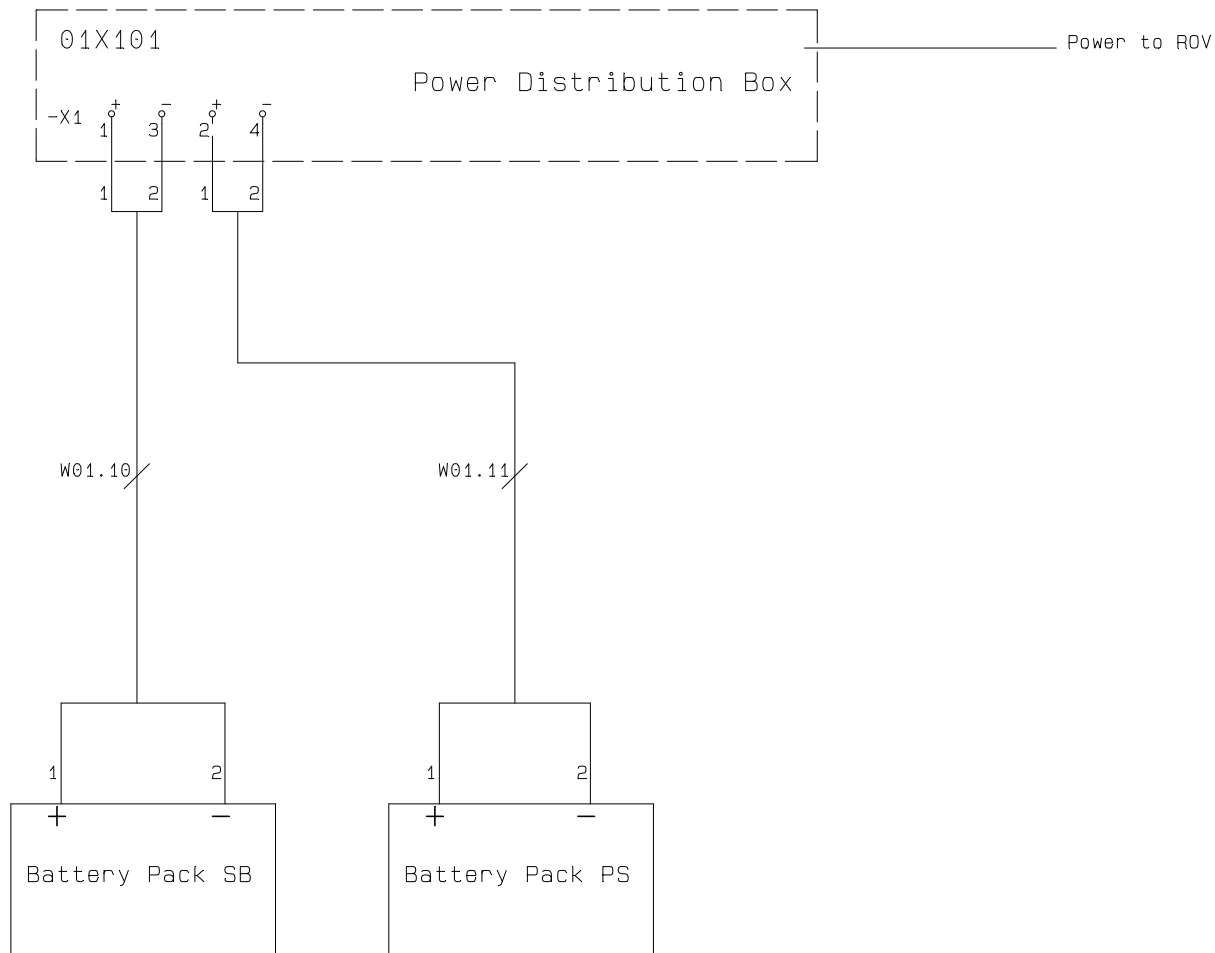 01X101
Power to ROV
Power Distribution Box
-X1 + - + -
1 3 2 4
1 2 1 2
W01.10 W01.11
1 2 1 2
+ - + -
Battery Pack SB Battery Pack PS